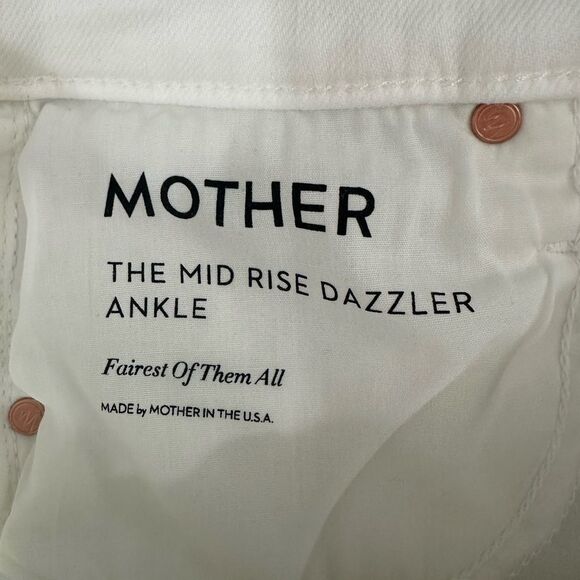 MOTHER
THE MID RISE DAZZLER
ANKLE
Fairest Of Them All
MADE by MOTHER IN THE U.S.A.